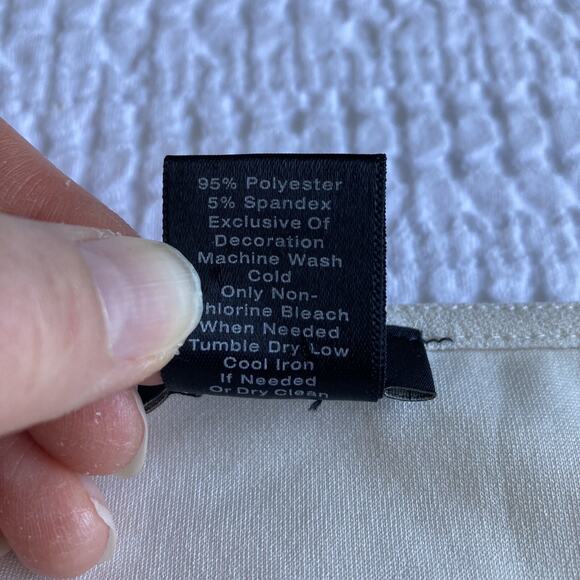 95% Polyester
5% Spandex
Exclusive Of
Decoration
Machine Wash
Cold
Only Non-
Chlorine Bleach
When Needed
Tumble Dry Low
Cool Iron
If Needed
Or Dry Clean